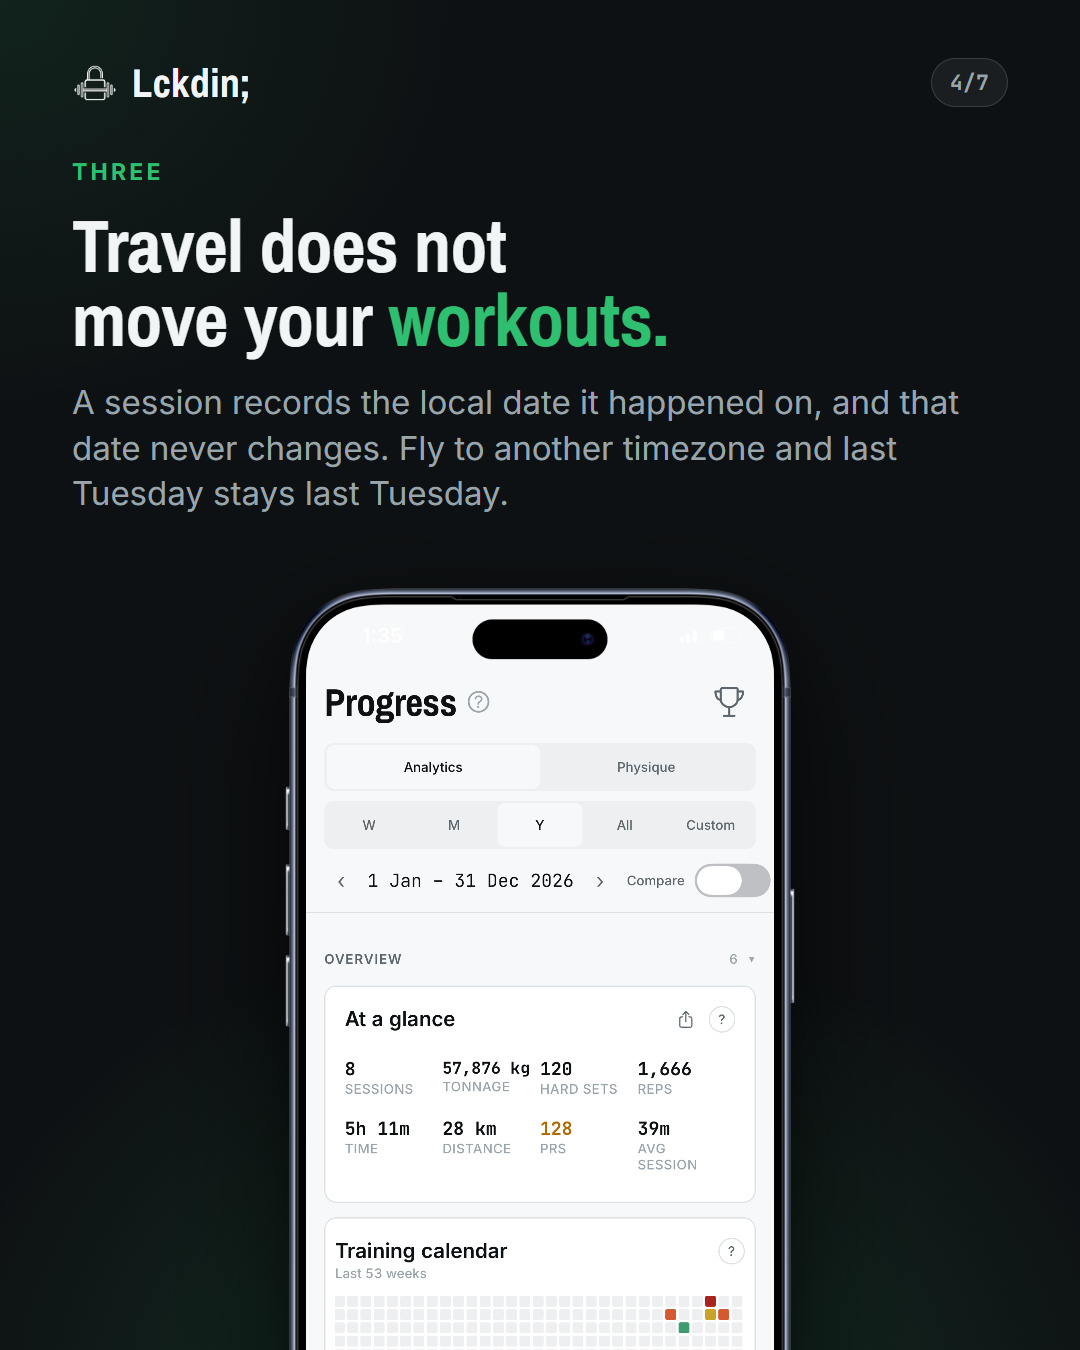 Lckdin;
4/7
THREE
Travel does not
move your workouts.
A session records the local date it happened on, and that
date never changes. Fly to another timezone and last
Tuesday stays last Tuesday.
1:35
Progress ?
Analytics Physique
W M Y All Custom
‹ 1 Jan – 31 Dec 2026 › Compare
OVERVIEW 6 ▾
At a glance ?
8 57,876 kg 120 1,666
SESSIONS TONNAGE HARD SETS REPS
5h 11m 28 km 128 39m
TIME DISTANCE PRS AVG
SESSION
Training calendar ?
Last 53 weeks